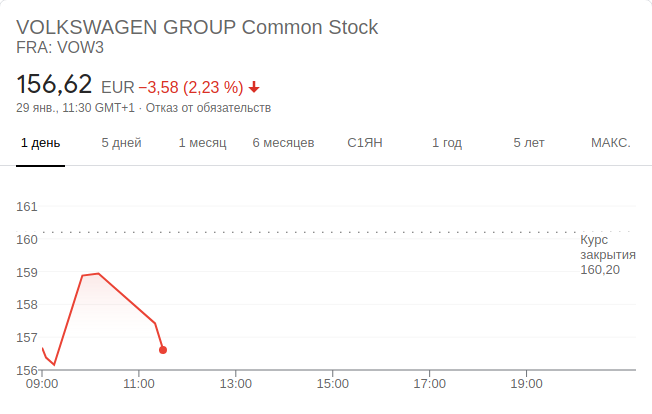 VOLKSWAGEN GROUP Common Stock
FRA: VOW3
156,62 EUR −3,58 (2,23 %)
29 янв., 11:30 GMT+1 · Отказ от обязательств
1 день 5 дней 1 месяц 6 месяцев С1ЯН 1 год 5 лет МАКС.
161
160
159
158
157
156
Курс
закрытия
160,20
09:00 11:00 13:00 15:00 17:00 19:00